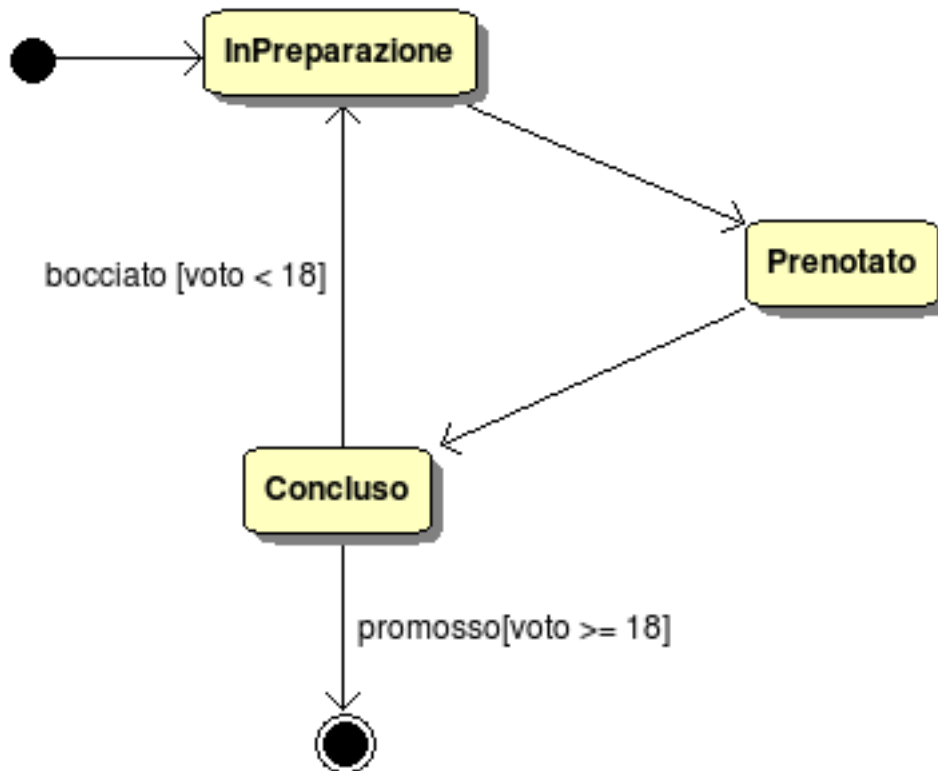 InPreparazione
Prenotato
bocciato [voto < 18]
Concluso
promosso[voto >= 18]